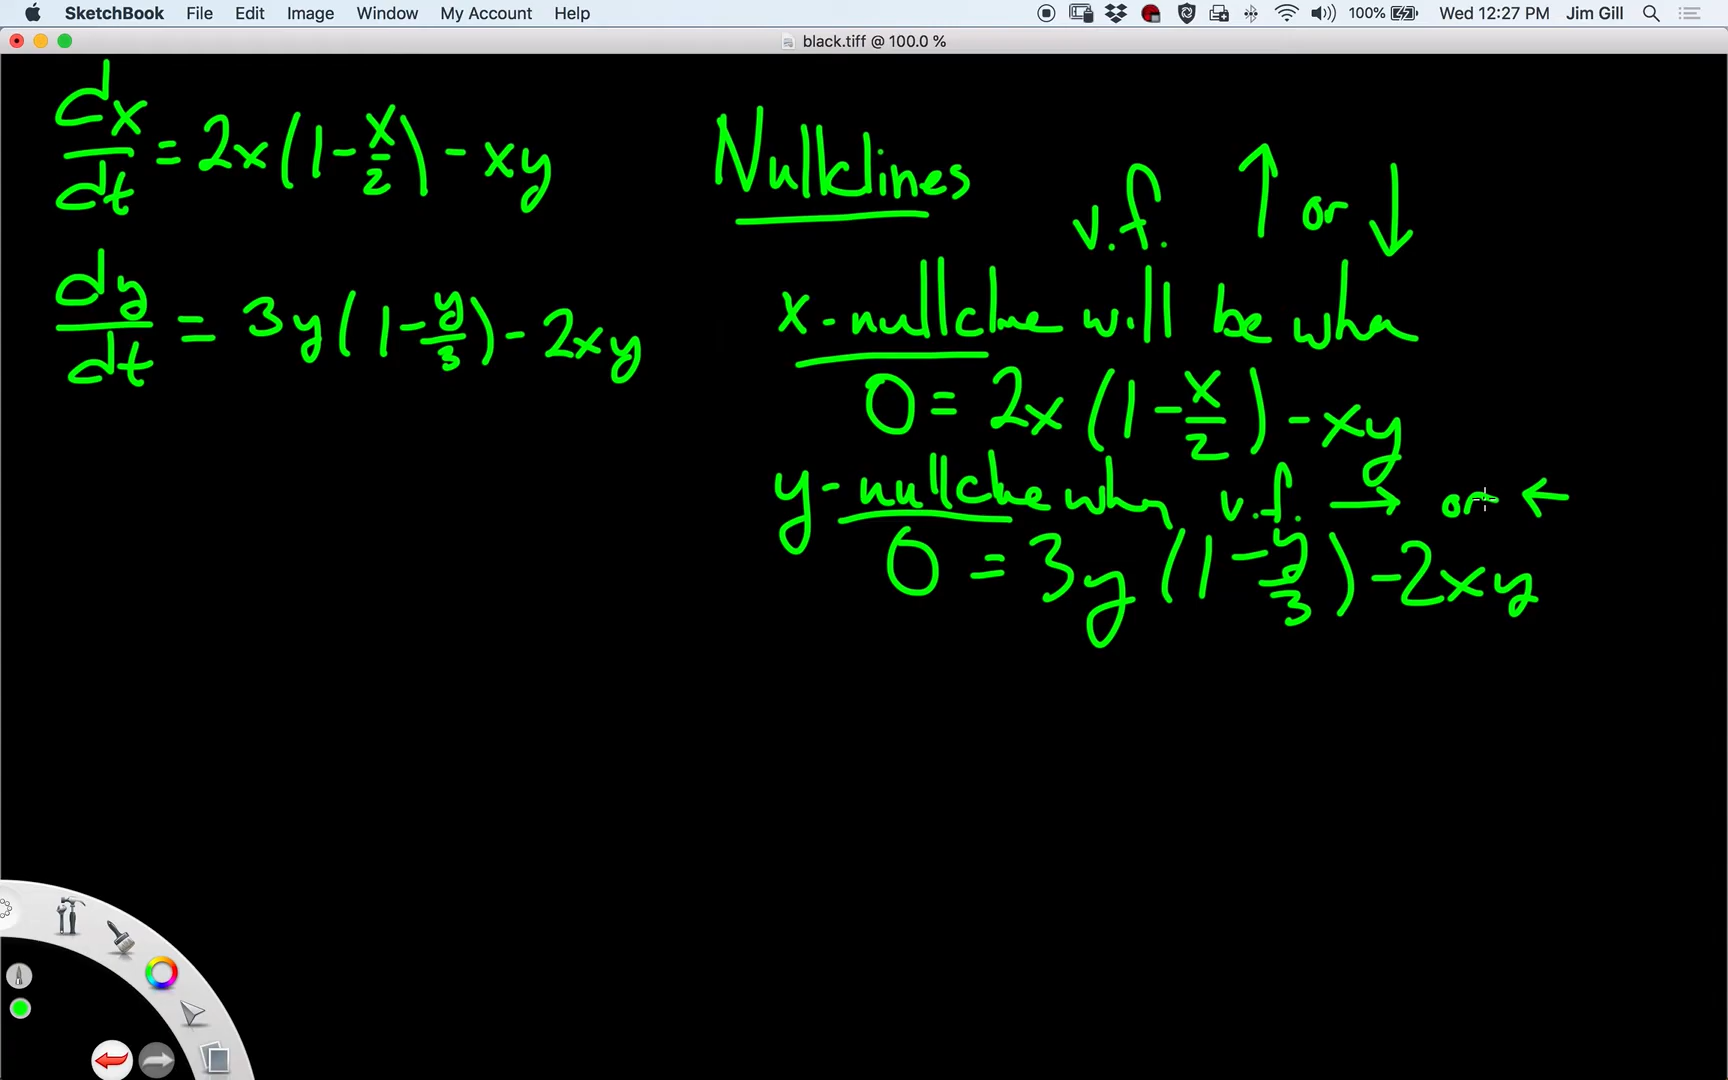 SketchBook File Edit Image Window My Account Help 100% Wed 12:27 PM Jim Gill
black.tiff @ 100.0 %
dx/dt = 2x(1 - x/2) - xy
dy/dt = 3y(1 - y/3) - 2xy
Nullclines
v.f. ↑ or ↓
x-nullcline will be when
0 = 2x(1 - x/2) - xy
y-nullcline when v.f. → or ←
0 = 3y(1 - y/3) - 2xy